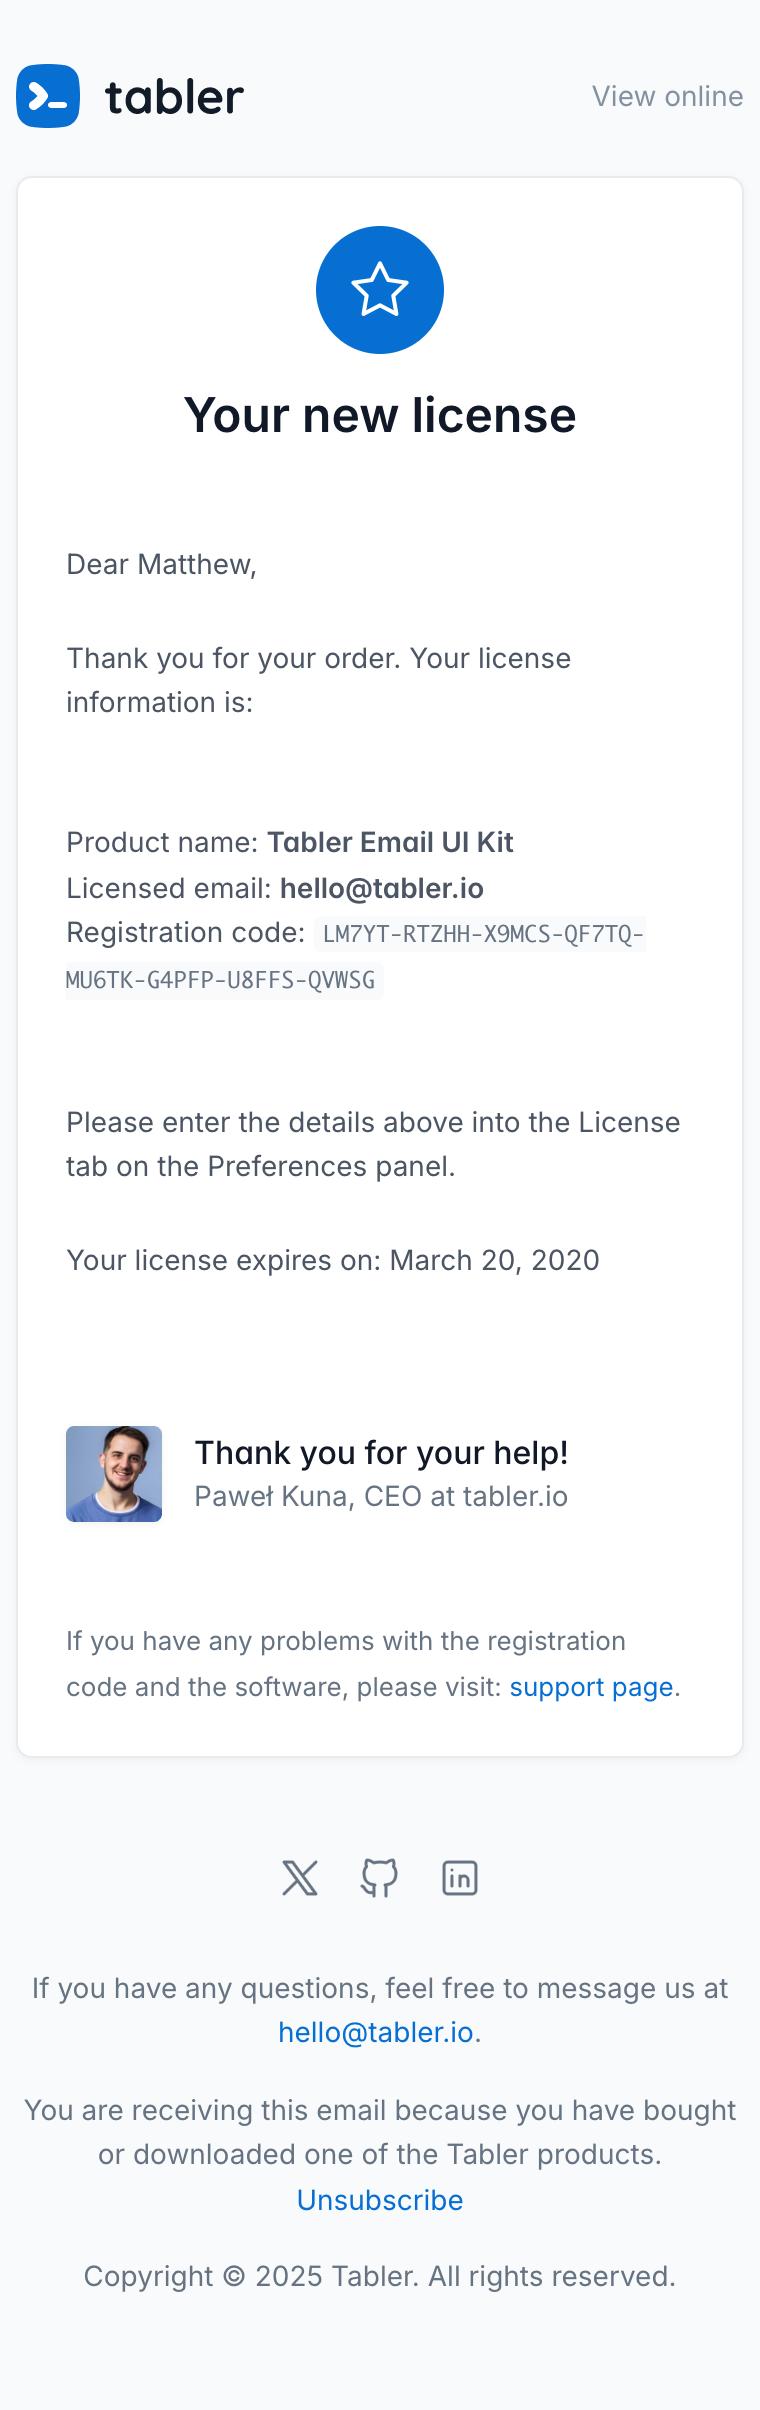 tabler
View online
Your new license
Dear Matthew,
Thank you for your order. Your license
information is:
Product name: Tabler Email UI Kit
Licensed email: hello@tabler.io
Registration code: LM7YT-RTZHH-X9MCS-QF7TQ-
MU6TK-G4PFP-U8FFS-QVWSG
Please enter the details above into the License
tab on the Preferences panel.
Your license expires on: March 20, 2020
Thank you for your help!
Paweł Kuna, CEO at tabler.io
If you have any problems with the registration
code and the software, please visit: support page.
If you have any questions, feel free to message us at
hello@tabler.io.
You are receiving this email because you have bought
or downloaded one of the Tabler products.
Unsubscribe
Copyright © 2025 Tabler. All rights reserved.